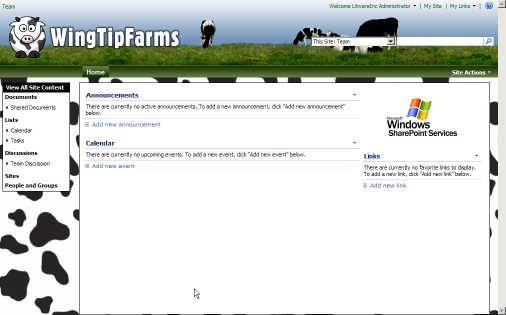 Team
Welcome LitwareInc Administrator | My Site | My Links
WingTipFarms
This Site: Team
Home
Site Actions
View All Site Content
Documents
Shared Documents
Lists
Calendar
Tasks
Discussions
Team Discussion
Sites
People and Groups
Announcements
There are currently no active announcements. To add a new announcement, click "Add new announcement"
below.
Add new announcement
Calendar
There are currently no upcoming events. To add a new event, click "Add new event" below.
Add new event
Microsoft
Windows
SharePoint Services
Links
There are currently no favorite links to display.
To add a new link, click "Add new link" below.
Add new link